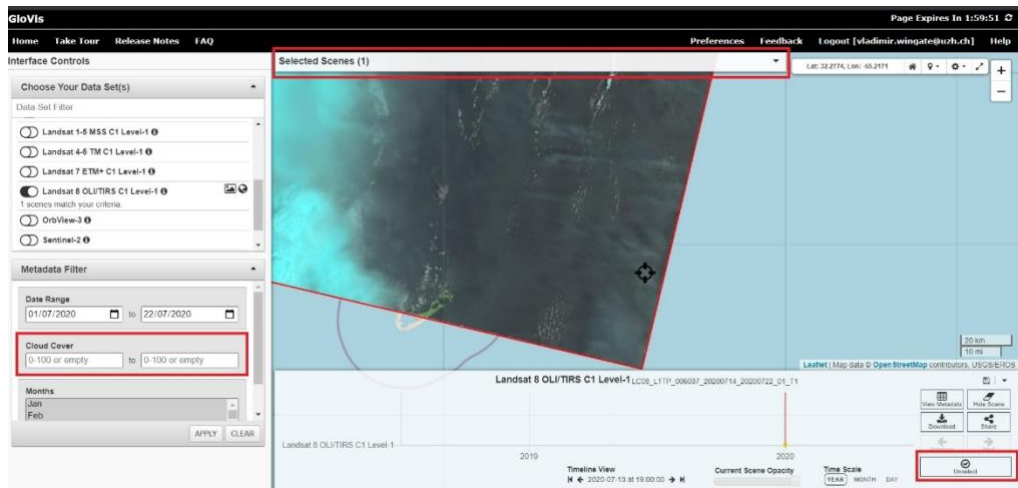 GloVis
Page Expires In 1:59:51
Home Take Tour Release Notes FAQ
Preferences Feedback Logout [vladimir.wingate@uzh.ch] Help
Interface Controls
Selected Scenes (1)
Lat: 32.2774, Lon: -65.2171
+
−
Choose Your Data Set(s)
Data Set Filter
Landsat 1-5 MSS C1 Level-1
Landsat 4-5 TM C1 Level-1
Landsat 7 ETM+ C1 Level-1
Landsat 8 OLI/TIRS C1 Level-1
1 scenes match your criteria.
OrbView-3
Sentinel-2
Metadata Filter
Date Range
01/07/2020 to 22/07/2020
Cloud Cover
0-100 or empty to 0-100 or empty
Months
Jan
Feb
APPLY CLEAR
20 km
10 mi
Leaflet | Map data © OpenStreetMap contributors, USGS/EROS
Landsat 8 OLI/TIRS C1 Level-1 LC08_L1TP_006037_20200714_20200722_01_T1
View Metadata Hide Scene
Download Share
Landsat 8 OLI/TIRS C1 Level-1
2019 2020
Unselect
Timeline View
2020-07-13 at 19:00:00
Current Scene Opacity
Time Scale
YEAR MONTH DAY